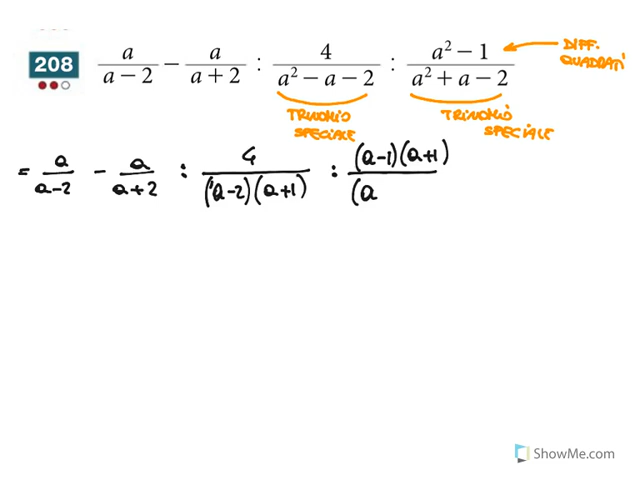 208 a/(a − 2) − a/(a + 2) : 4/(a² − a − 2) : (a² − 1)/(a² + a − 2) DIFF. QUADRATI
TRINOMIO SPECIALE TRINOMIO SPECIALE
= a/(a-2) - a/(a+2) : 4/((a-2)(a+1)) : (a-1)(a+1)/(a
ShowMe.com